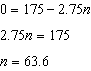 0 = 175 − 2.75n
2.75n = 175
n = 63.6